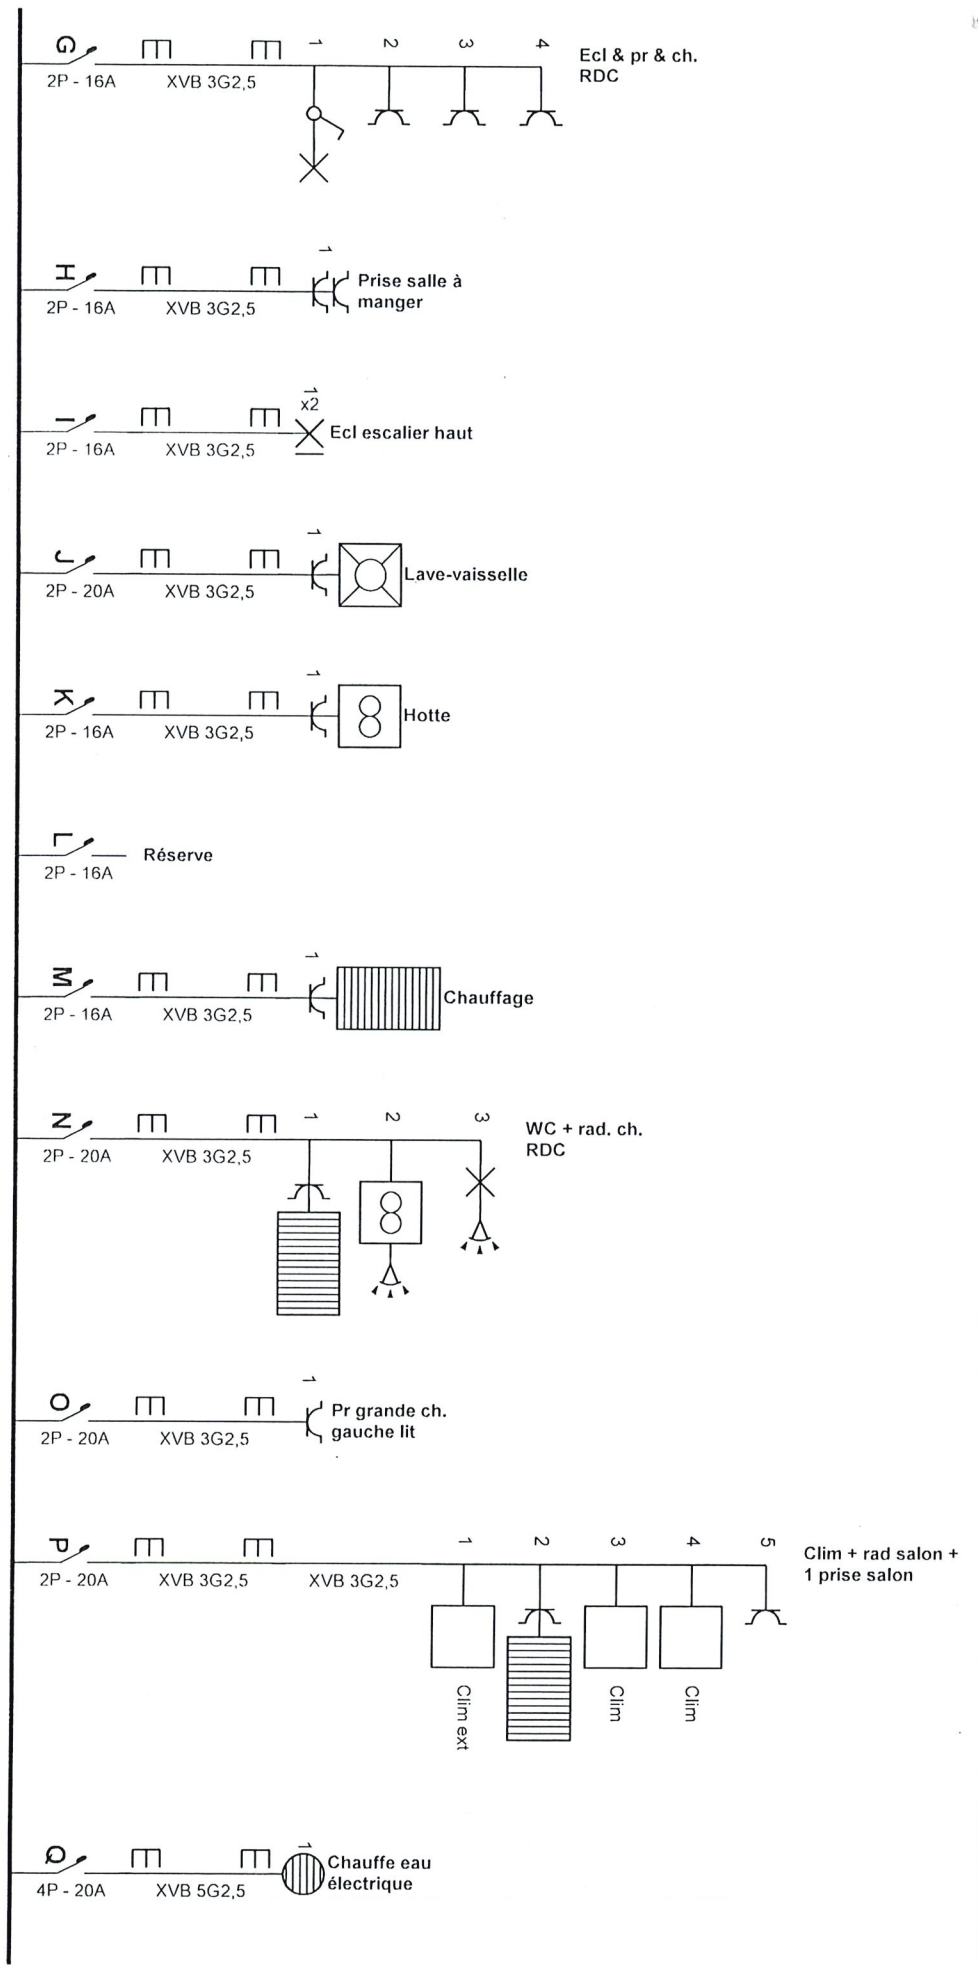 G
1
2
3
4
Ecl & pr & ch.
RDC
2P - 16A
XVB 3G2,5
H
1
Prise salle à
manger
2P - 16A
XVB 3G2,5
I
1
x2
Ecl escalier haut
2P - 16A
XVB 3G2,5
J
1
Lave-vaisselle
2P - 20A
XVB 3G2,5
K
1
Hotte
2P - 16A
XVB 3G2,5
L
Réserve
2P - 16A
M
1
Chauffage
2P - 16A
XVB 3G2,5
N
1
2
3
WC + rad. ch.
RDC
2P - 20A
XVB 3G2,5
O
1
Pr grande ch.
gauche lit
2P - 20A
XVB 3G2,5
P
1
2
3
4
5
Clim + rad salon +
1 prise salon
2P - 20A
XVB 3G2,5
XVB 3G2,5
Clim ext
Clim
Clim
Q
1
Chauffe eau
électrique
4P - 20A
XVB 5G2,5